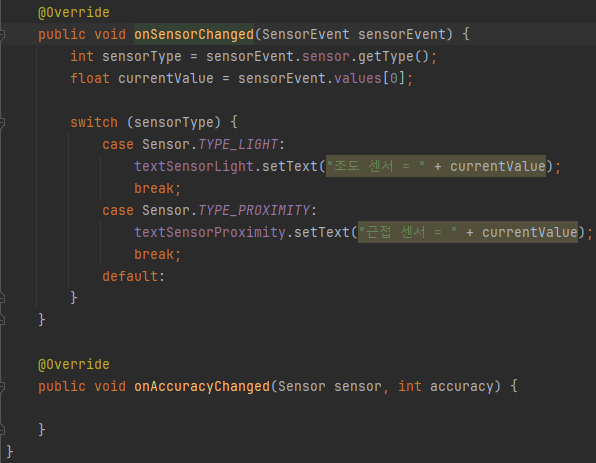 @Override
public void onSensorChanged(SensorEvent sensorEvent) {
int sensorType = sensorEvent.sensor.getType();
float currentValue = sensorEvent.values[0];
switch (sensorType) {
case Sensor.TYPE_LIGHT:
textSensorLight.setText("조도 센서 = " + currentValue);
break;
case Sensor.TYPE_PROXIMITY:
textSensorProximity.setText("근접 센서 = " + currentValue);
break;
default:
}
}
@Override
public void onAccuracyChanged(Sensor sensor, int accuracy) {
}
}